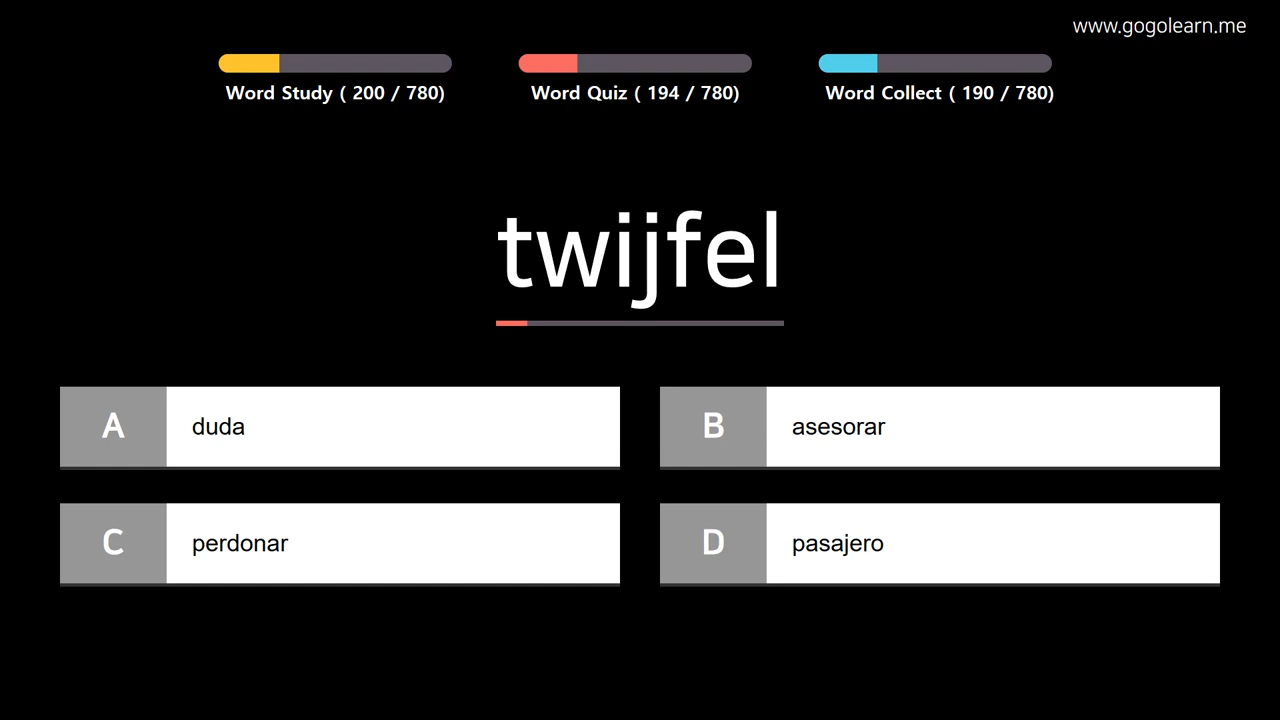 www.gogolearn.me
Word Study ( 200 / 780)
Word Quiz ( 194 / 780)
Word Collect ( 190 / 780)
twijfel
A duda
B asesorar
C perdonar
D pasajero